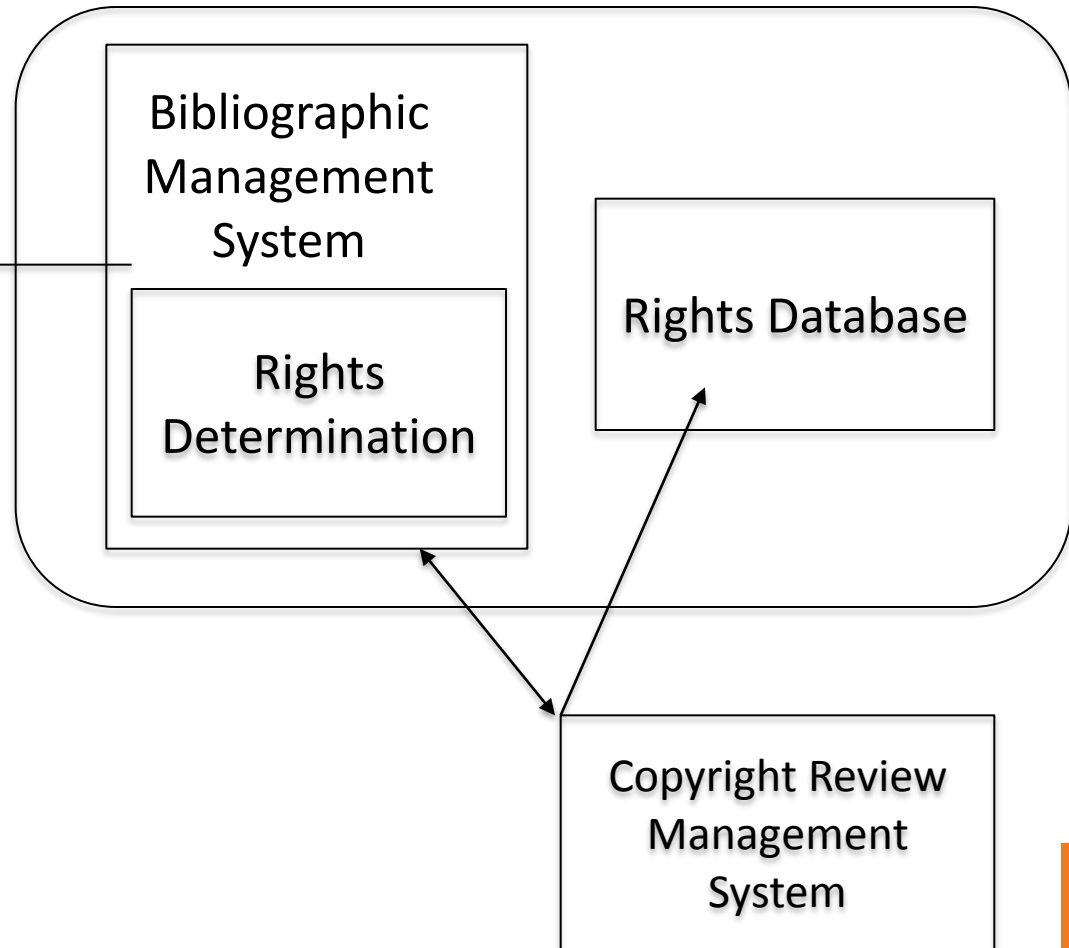 Bibliographic
Management
System
Rights
Determination
Rights Database
Copyright Review
Management
System